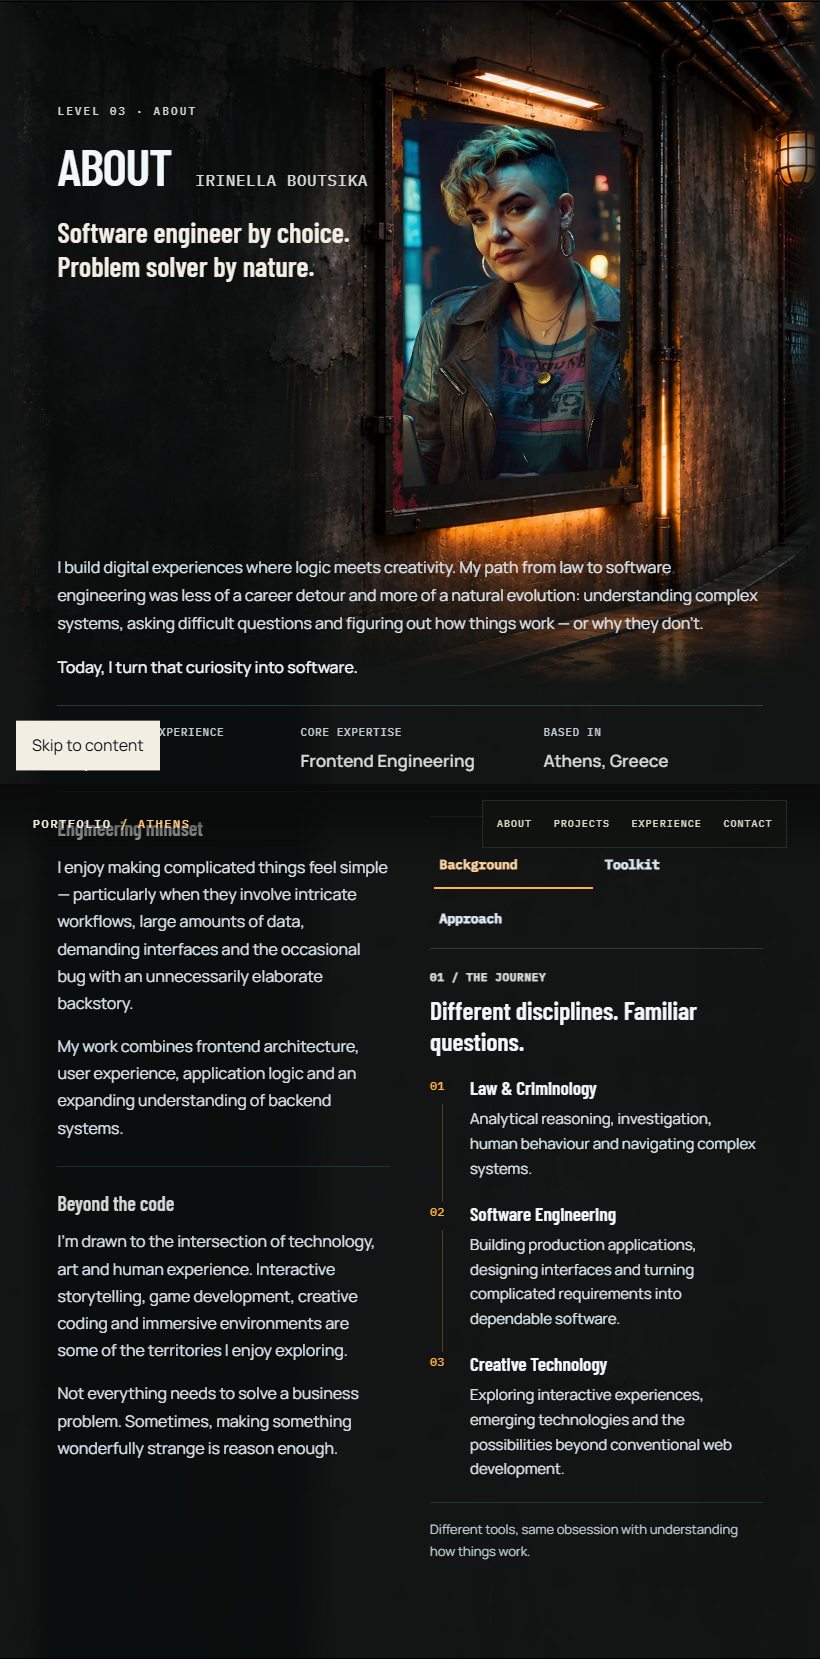 LEVEL 03 · ABOUT
ABOUT IRINELLA BOUTSIKA
Software engineer by choice.
Problem solver by nature.
I build digital experiences where logic meets creativity. My path from law to software
engineering was less of a career detour and more of a natural evolution: understanding complex
systems, asking difficult questions and figuring out how things work — or why they don't.
Today, I turn that curiosity into software.
Skip to content
CORE EXPERTISE
Frontend Engineering
BASED IN
Athens, Greece
PORTFOLIO / ATHENS
ABOUT PROJECTS EXPERIENCE CONTACT
Engineering mindset
I enjoy making complicated things feel simple
— particularly when they involve intricate
workflows, large amounts of data,
demanding interfaces and the occasional
bug with an unnecessarily elaborate
backstory.
My work combines frontend architecture,
user experience, application logic and an
expanding understanding of backend
systems.
Beyond the code
I'm drawn to the intersection of technology,
art and human experience. Interactive
storytelling, game development, creative
coding and immersive environments are
some of the territories I enjoy exploring.
Not everything needs to solve a business
problem. Sometimes, making something
wonderfully strange is reason enough.
Background Toolkit
Approach
01 / THE JOURNEY
Different disciplines. Familiar
questions.
01 Law & Criminology
Analytical reasoning, investigation,
human behaviour and navigating complex
systems.
02 Software Engineering
Building production applications,
designing interfaces and turning
complicated requirements into
dependable software.
03 Creative Technology
Exploring interactive experiences,
emerging technologies and the
possibilities beyond conventional web
development.
Different tools, same obsession with understanding
how things work.